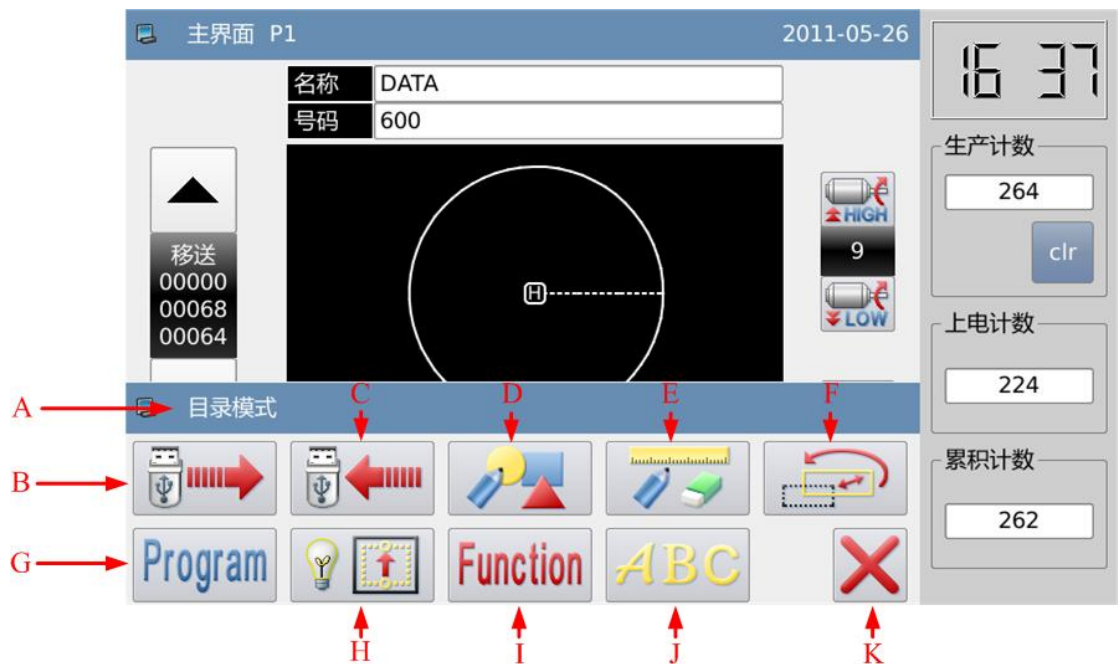 主界面 P1
2011-05-26
16 37
名称
DATA
号码
600
生产计数
264
clr
移送
00000
00068
00064
HIGH
9
LOW
H
上电计数
224
累积计数
262
A
目录模式
C
D
E
F
B
G
Program
Function
ABC
H
I
J
K